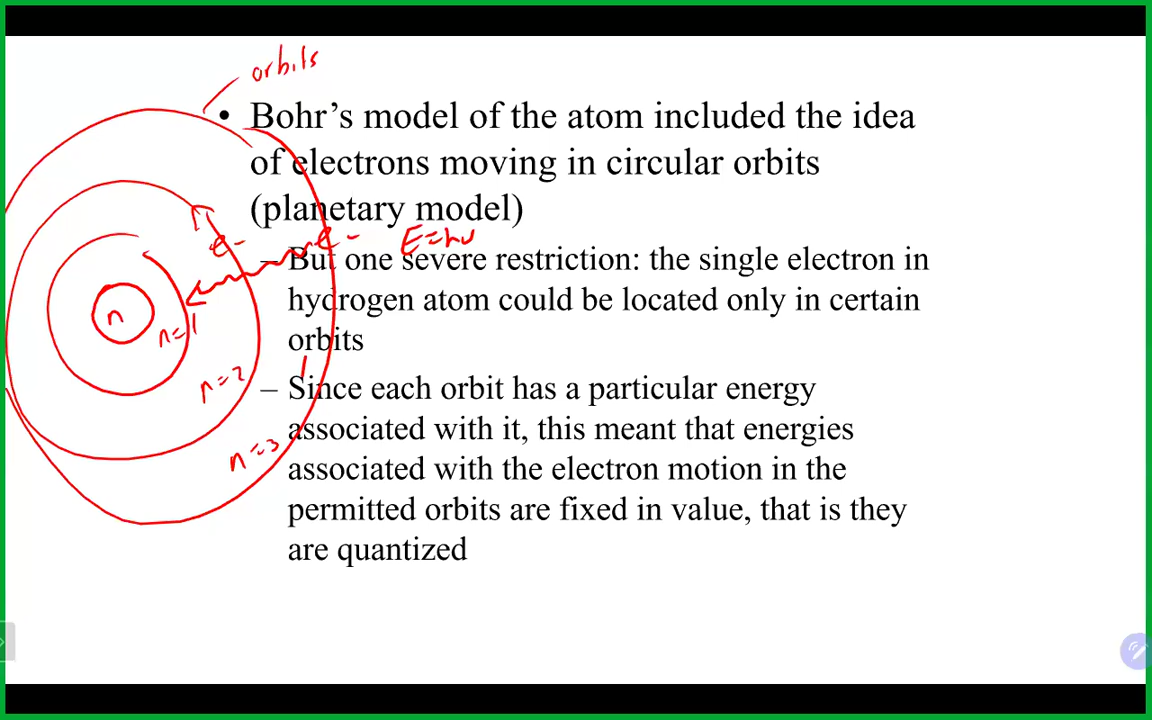 orbits
• Bohr’s model of the atom included the idea
of electrons moving in circular orbits
(planetary model)
e-
e-
E=hν
– But one severe restriction: the single electron in
hydrogen atom could be located only in certain
orbits
n
n=1
n=2
– Since each orbit has a particular energy
associated with it, this meant that energies
n=3
associated with the electron motion in the
permitted orbits are fixed in value, that is they
are quantized